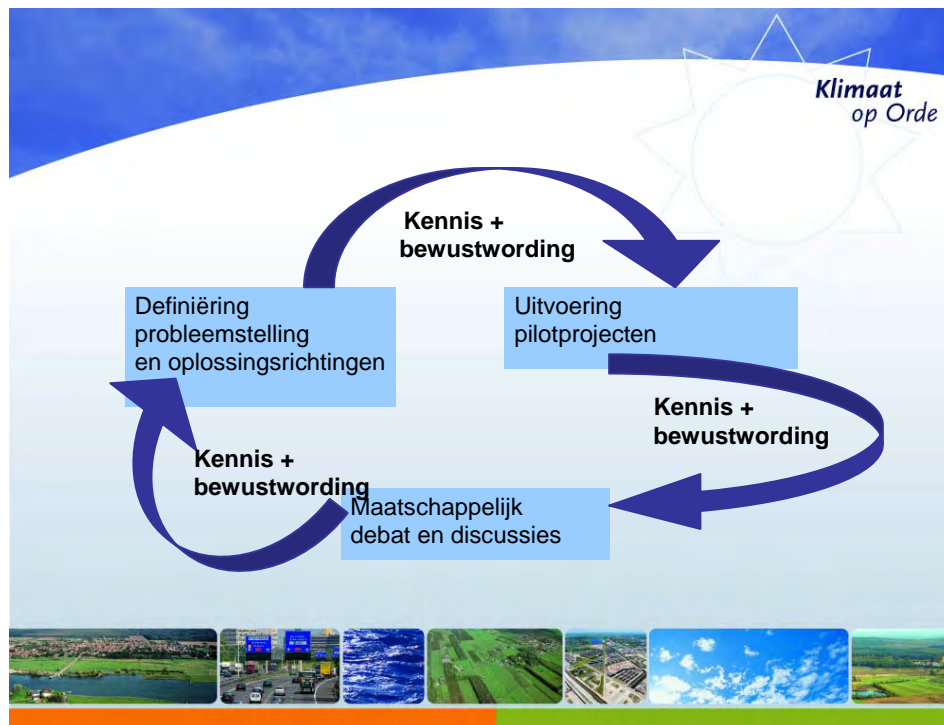 Klimaat
op Orde
Kennis +
bewustwording
Definiëring
probleemstelling
en oplossingsrichtingen
Uitvoering
pilotprojecten
Kennis +
bewustwording
Kennis +
bewustwording
Maatschappelijk
debat en discussies